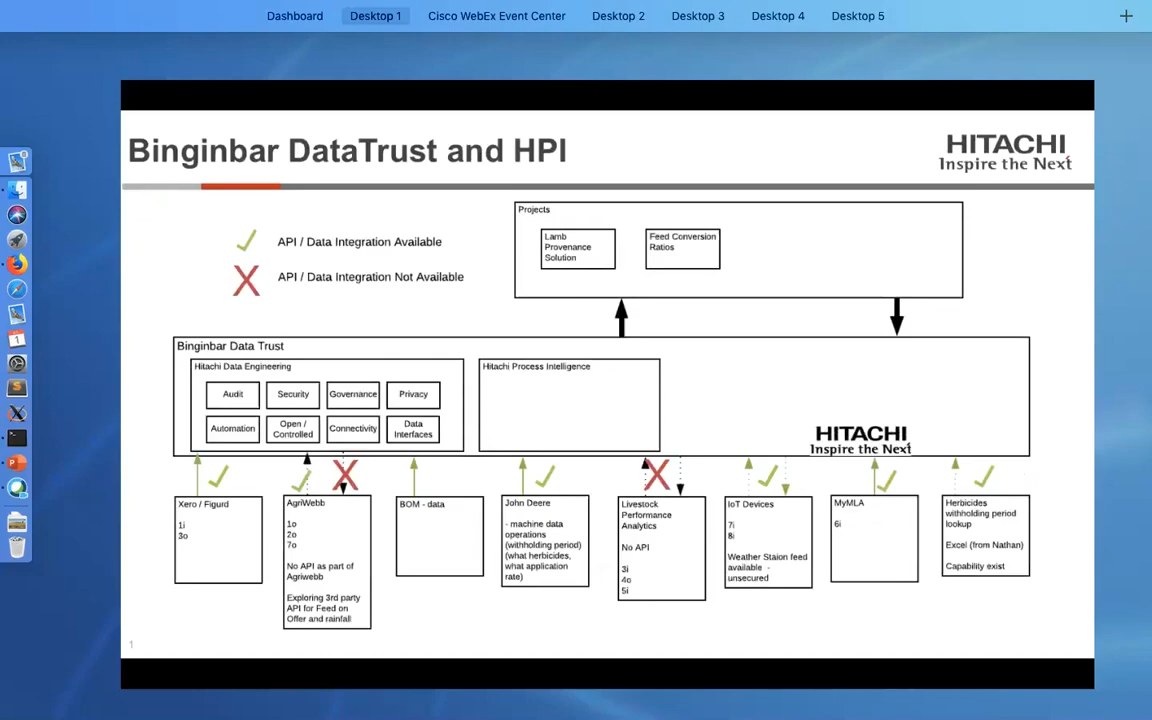 Dashboard
Desktop 1
Cisco WebEx Event Center
Desktop 2
Desktop 3
Desktop 4
Desktop 5
Binginbar DataTrust and HPI
HITACHI
Inspire the Next
API / Data Integration Available
API / Data Integration Not Available
Projects
Lamb
Provenance
Solution
Feed Conversion
Ratios
Binginbar Data Trust
Hitachi Data Engineering
Audit
Security
Governance
Privacy
Automation
Open /
Controlled
Connectivity
Data
Interfaces
Hitachi Process Intelligence
HITACHI
Inspire the Next
Xero / Figurd
1i
3o
AgriWebb
1o
2o
7o
No API as part of
Agriwebb
Exploring 3rd party
API for Feed on
Offer and rainfall
BOM - data
John Deere
- machine data
operations
(withholding period)
(what herbicides,
what application
rate)
Livestock
Performance
Analytics
No API
3i
4o
5i
IoT Devices
7i
8i
Weather Staion feed
available -
unsecured
MyMLA
6i
Herbicides
withholding period
lookup
Excel (from Nathan)
Capability exist
1